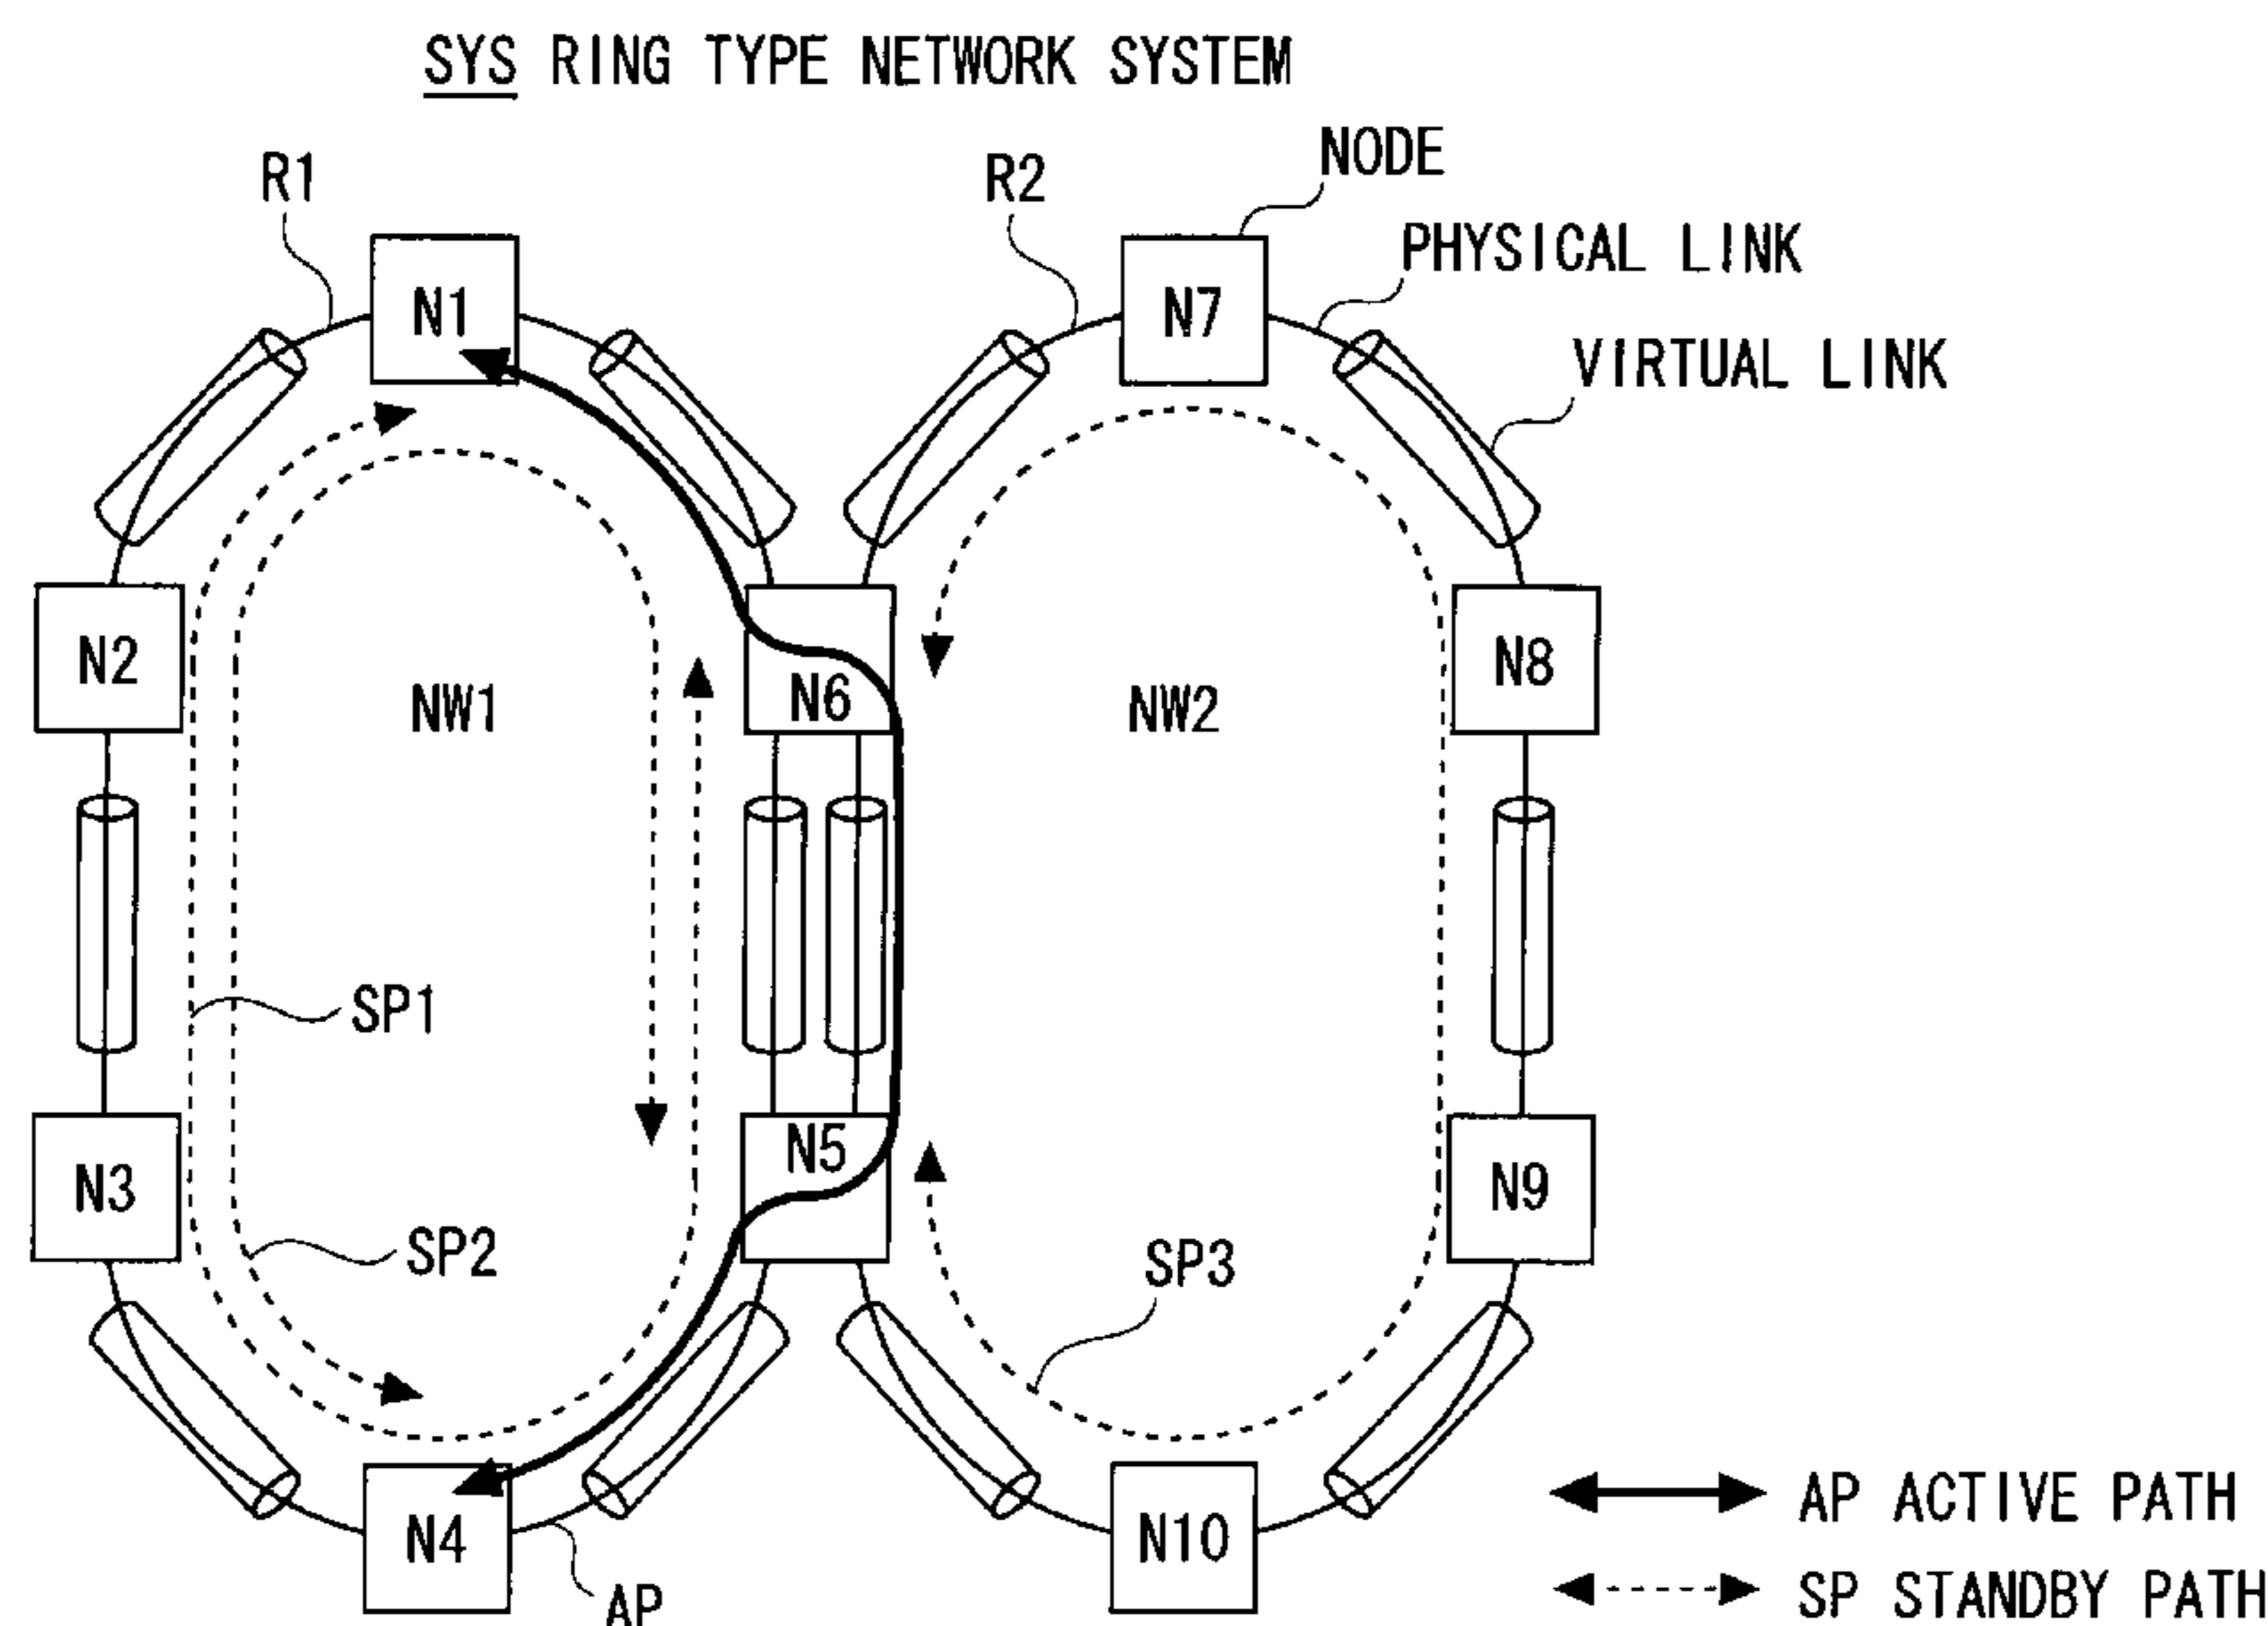 SYS RING TYPE NETWORK SYSTEM
R1
R2
NODE
PHYSICAL LINK
VIRTUAL LINK
N1
N7
N2
NW1
N6
NW2
N8
SP1
N3
N5
N9
SP2
SP3
N4
AP
N10
AP ACTIVE PATH
SP STANDBY PATH